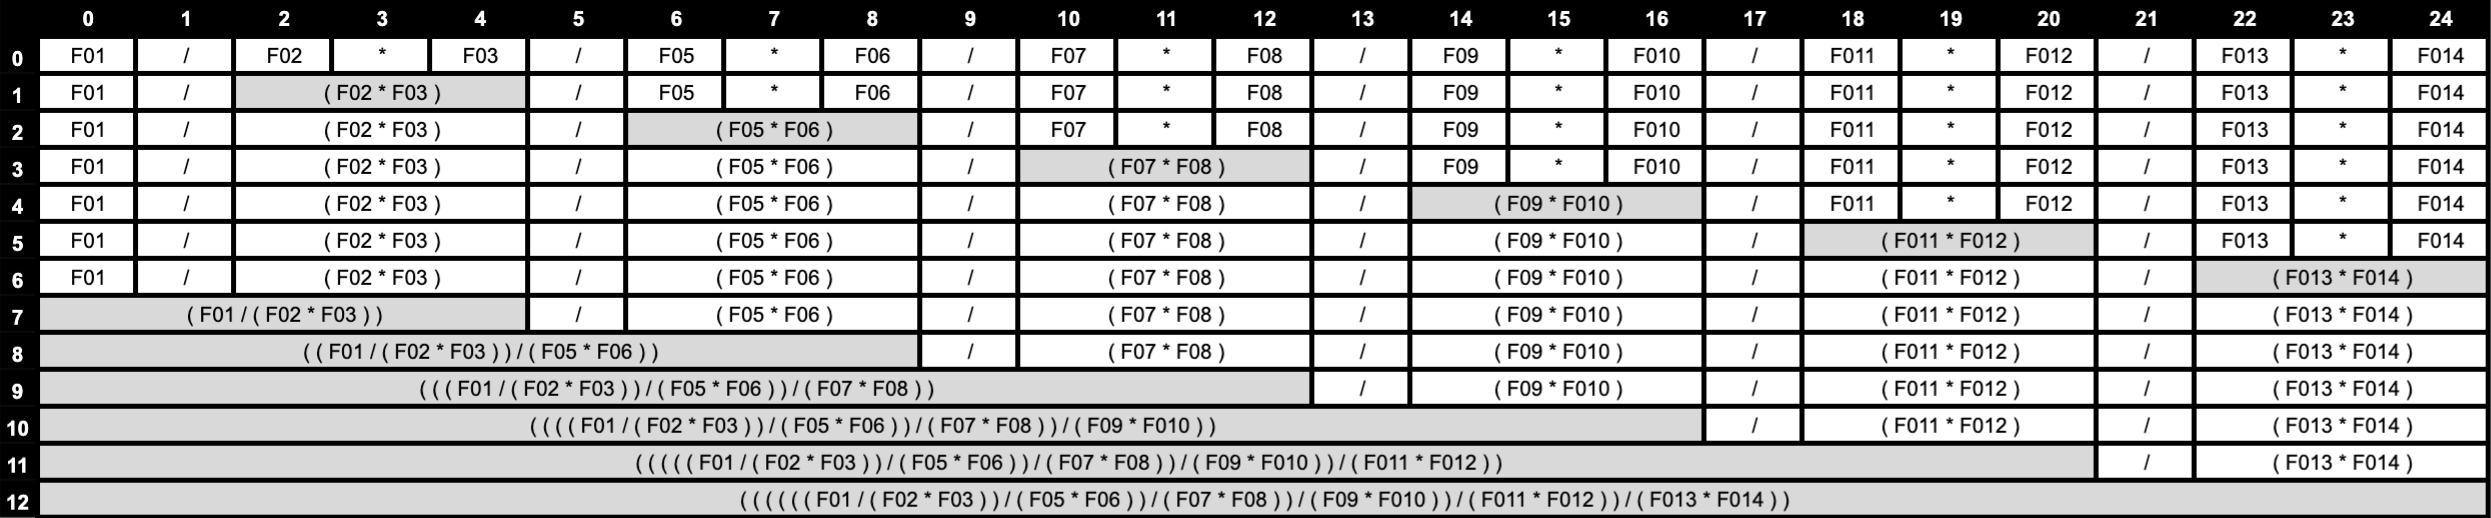 0 1 2 3 4 5 6 7 8 9 10 11 12 13 14 15 16 17 18 19 20 21 22 23 24
0 F01 / F02 * F03 / F05 * F06 / F07 * F08 / F09 * F010 / F011 * F012 / F013 * F014
1 F01 / ( F02 * F03 ) / F05 * F06 / F07 * F08 / F09 * F010 / F011 * F012 / F013 * F014
2 F01 / ( F02 * F03 ) / ( F05 * F06 ) / F07 * F08 / F09 * F010 / F011 * F012 / F013 * F014
3 F01 / ( F02 * F03 ) / ( F05 * F06 ) / ( F07 * F08 ) / F09 * F010 / F011 * F012 / F013 * F014
4 F01 / ( F02 * F03 ) / ( F05 * F06 ) / ( F07 * F08 ) / ( F09 * F010 ) / F011 * F012 / F013 * F014
5 F01 / ( F02 * F03 ) / ( F05 * F06 ) / ( F07 * F08 ) / ( F09 * F010 ) / ( F011 * F012 ) / F013 * F014
6 F01 / ( F02 * F03 ) / ( F05 * F06 ) / ( F07 * F08 ) / ( F09 * F010 ) / ( F011 * F012 ) / ( F013 * F014 )
7 ( F01 / ( F02 * F03 ) ) / ( F05 * F06 ) / ( F07 * F08 ) / ( F09 * F010 ) / ( F011 * F012 ) / ( F013 * F014 )
8 ( ( F01 / ( F02 * F03 ) ) / ( F05 * F06 ) ) / ( F07 * F08 ) / ( F09 * F010 ) / ( F011 * F012 ) / ( F013 * F014 )
9 ( ( ( F01 / ( F02 * F03 ) ) / ( F05 * F06 ) ) / ( F07 * F08 ) ) / ( F09 * F010 ) / ( F011 * F012 ) / ( F013 * F014 )
10 ( ( ( ( F01 / ( F02 * F03 ) ) / ( F05 * F06 ) ) / ( F07 * F08 ) ) / ( F09 * F010 ) ) / ( F011 * F012 ) / ( F013 * F014 )
11 ( ( ( ( ( F01 / ( F02 * F03 ) ) / ( F05 * F06 ) ) / ( F07 * F08 ) ) / ( F09 * F010 ) ) / ( F011 * F012 ) ) / ( F013 * F014 )
12 ( ( ( ( ( ( F01 / ( F02 * F03 ) ) / ( F05 * F06 ) ) / ( F07 * F08 ) ) / ( F09 * F010 ) ) / ( F011 * F012 ) ) / ( F013 * F014 ) )